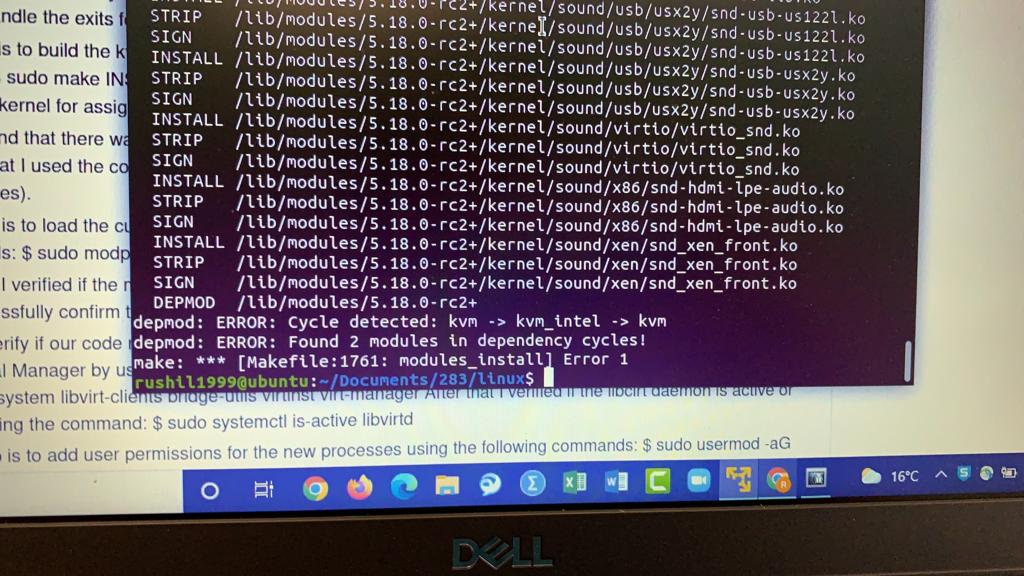 ndle the exits f
is to build the k
sudo make INS
kernel for assig
nd that there wa
at I used the co
es).
is to load the cu
ls: $ sudo modp
I verified if the
ssfully confirm t
erify if our code
l Manager by us
/lib/modules/5.18.0-rc2+/kernel/sound/usb/usx2y/snd-usb-us122l.ko
STRIP /lib/modules/5.18.0-rc2+/kernel/sound/usb/usx2y/snd-usb-us122l.ko
SIGN /lib/modules/5.18.0-rc2+/kernel/sound/usb/usx2y/snd-usb-us122l.ko
INSTALL /lib/modules/5.18.0-rc2+/kernel/sound/usb/usx2y/snd-usb-usx2y.ko
STRIP /lib/modules/5.18.0-rc2+/kernel/sound/usb/usx2y/snd-usb-usx2y.ko
SIGN /lib/modules/5.18.0-rc2+/kernel/sound/usb/usx2y/snd-usb-usx2y.ko
INSTALL /lib/modules/5.18.0-rc2+/kernel/sound/virtio/virtio_snd.ko
STRIP /lib/modules/5.18.0-rc2+/kernel/sound/virtio/virtio_snd.ko
SIGN /lib/modules/5.18.0-rc2+/kernel/sound/virtio/virtio_snd.ko
INSTALL /lib/modules/5.18.0-rc2+/kernel/sound/x86/snd-hdmi-lpe-audio.ko
STRIP /lib/modules/5.18.0-rc2+/kernel/sound/x86/snd-hdmi-lpe-audio.ko
SIGN /lib/modules/5.18.0-rc2+/kernel/sound/x86/snd-hdmi-lpe-audio.ko
INSTALL /lib/modules/5.18.0-rc2+/kernel/sound/xen/snd_xen_front.ko
STRIP /lib/modules/5.18.0-rc2+/kernel/sound/xen/snd_xen_front.ko
SIGN /lib/modules/5.18.0-rc2+/kernel/sound/xen/snd_xen_front.ko
DEPMOD /lib/modules/5.18.0-rc2+
depmod: ERROR: Cycle detected: kvm -> kvm_intel -> kvm
depmod: ERROR: Found 2 modules in dependency cycles!
make: *** [Makefile:1761: modules_install] Error 1
rushil1999@ubuntu:~/Documents/283/linux$
system libvirt-clients bridge-utils virtinst virt-manager After that I verified if the libcirt daemon is active or
ing the command: $ sudo systemctl is-active libvirtd
is to add user permissions for the new processes using the following commands: $ sudo usermod -aG
16°C
DELL